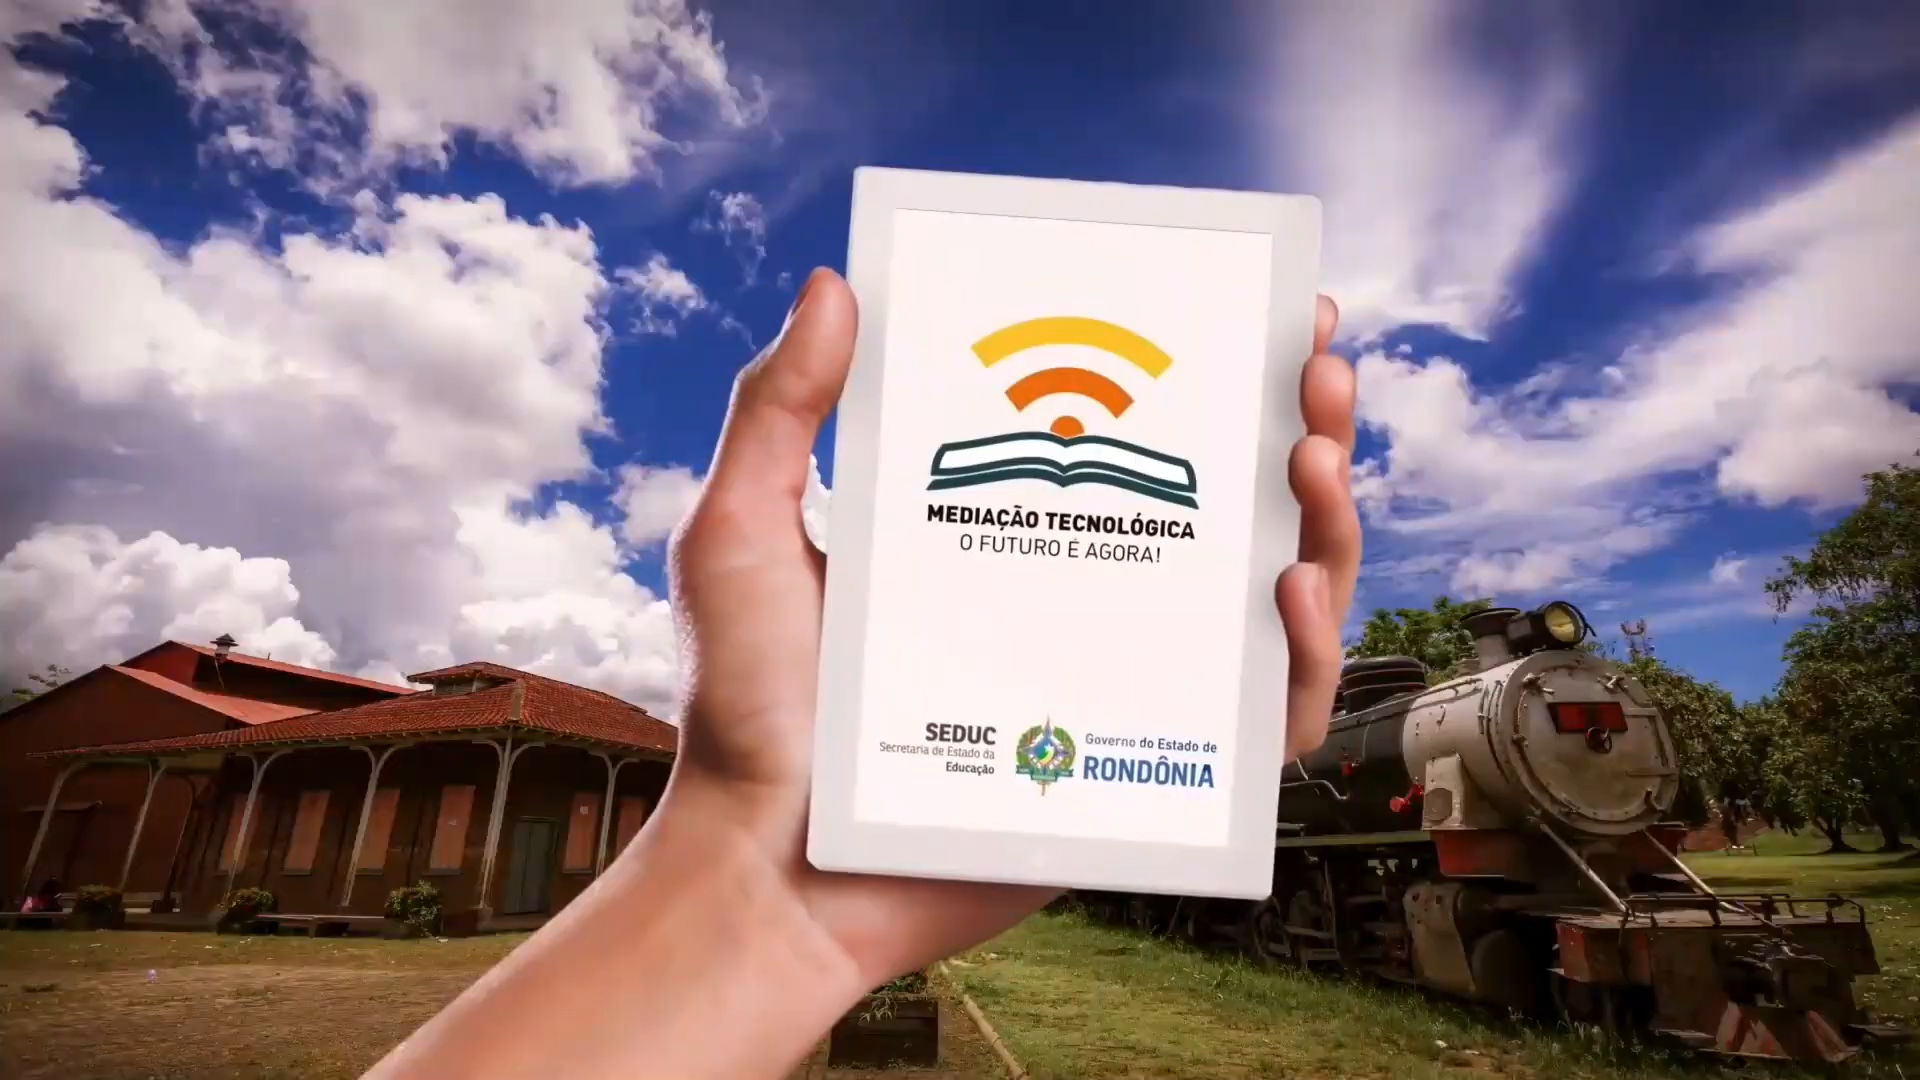 MEDIAÇÃO TECNOLÓGICA
O FUTURO É AGORA!
SEDUC
Secretaria de Estado da
Educação
Governo do Estado de
RONDÔNIA